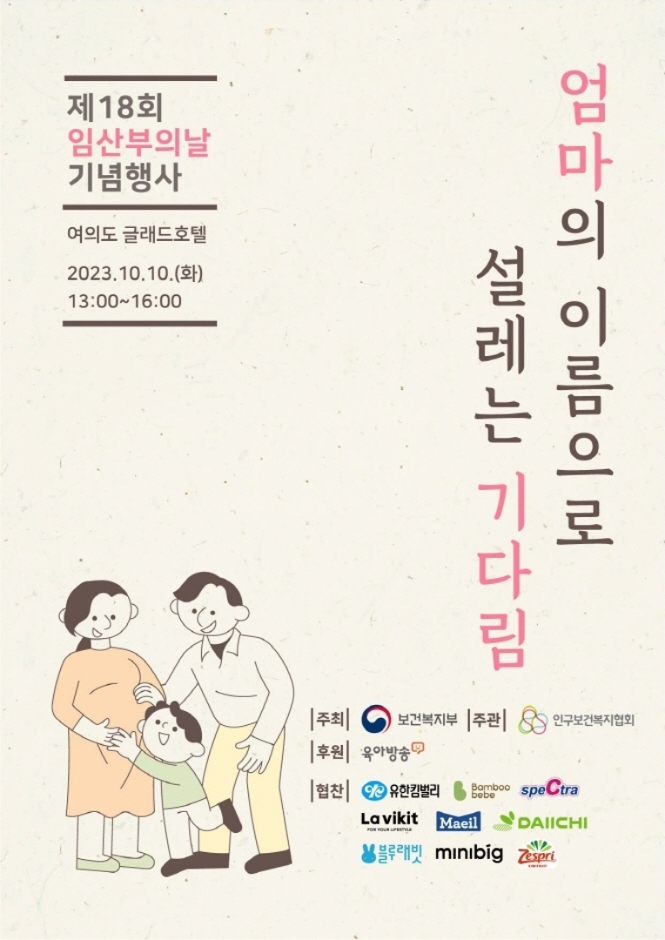 제18회
임산부의날
기념행사
여의도 글래드호텔
2023.10.10.(화)
13:00~16:00
엄마의 이름으로
설레는 기다림
|주최| 보건복지부 |주관| 인구보건복지협회
|후원| 육아방송
|협찬| 유한킴벌리 Bamboo bebe speCtra
La vikit FOR YOUR LIFESTYLE Maeil DAIICHI
블루래빗 minibig Zespri